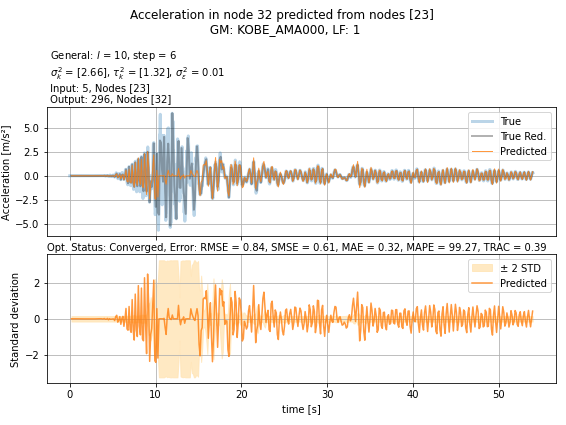 Acceleration in node 32 predicted from nodes [23]
GM: KOBE_AMA000, LF: 1
General: l = 10, step = 6
σ²ₖ = [2.66], τ²ₖ = [1.32], σ²ε = 0.01
Input: 5, Nodes [23]
Output: 296, Nodes [32]
Acceleration [m/s²]
5.0
2.5
0.0
−2.5
−5.0
True
True Red.
Predicted
Opt. Status: Converged, Error: RMSE = 0.84, SMSE = 0.61, MAE = 0.32, MAPE = 99.27, TRAC = 0.39
Standard deviation
2
0
−2
± 2 STD
Predicted
0 10 20 30 40 50
time [s]